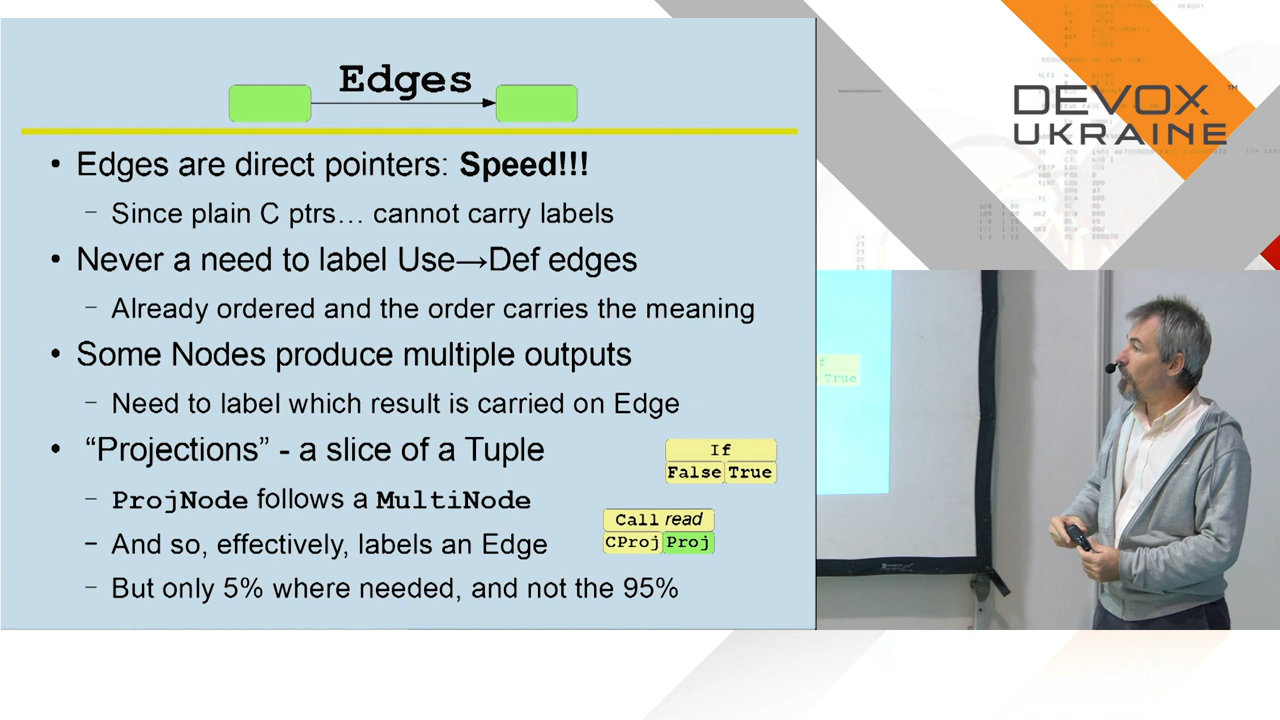 Edges
• Edges are direct pointers: Speed!!!
– Since plain C ptrs… cannot carry labels
• Never a need to label Use→Def edges
– Already ordered and the order carries the meaning
• Some Nodes produce multiple outputs
– Need to label which result is carried on Edge
• “Projections” - a slice of a Tuple
If
False True
– ProjNode follows a MultiNode
Call read
– And so, effectively, labels an Edge
CProj Proj
– But only 5% where needed, and not the 95%
DEVOX™
UKRAINE
True